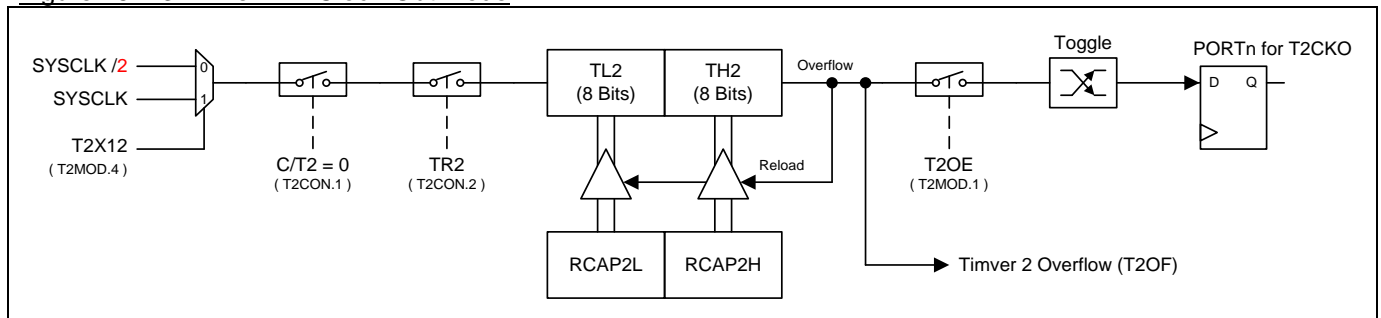 Toggle
PORTn for T2CKO
SYSCLK /2
0
TL2
(8 Bits)
TH2
(8 Bits)
Overflow
D
Q
SYSCLK
1
T2X12
( T2MOD.4 )
C/T2 = 0
( T2CON.1 )
TR2
( T2CON.2 )
Reload
T2OE
( T2MOD.1 )
RCAP2L
RCAP2H
Timver 2 Overflow (T2OF)